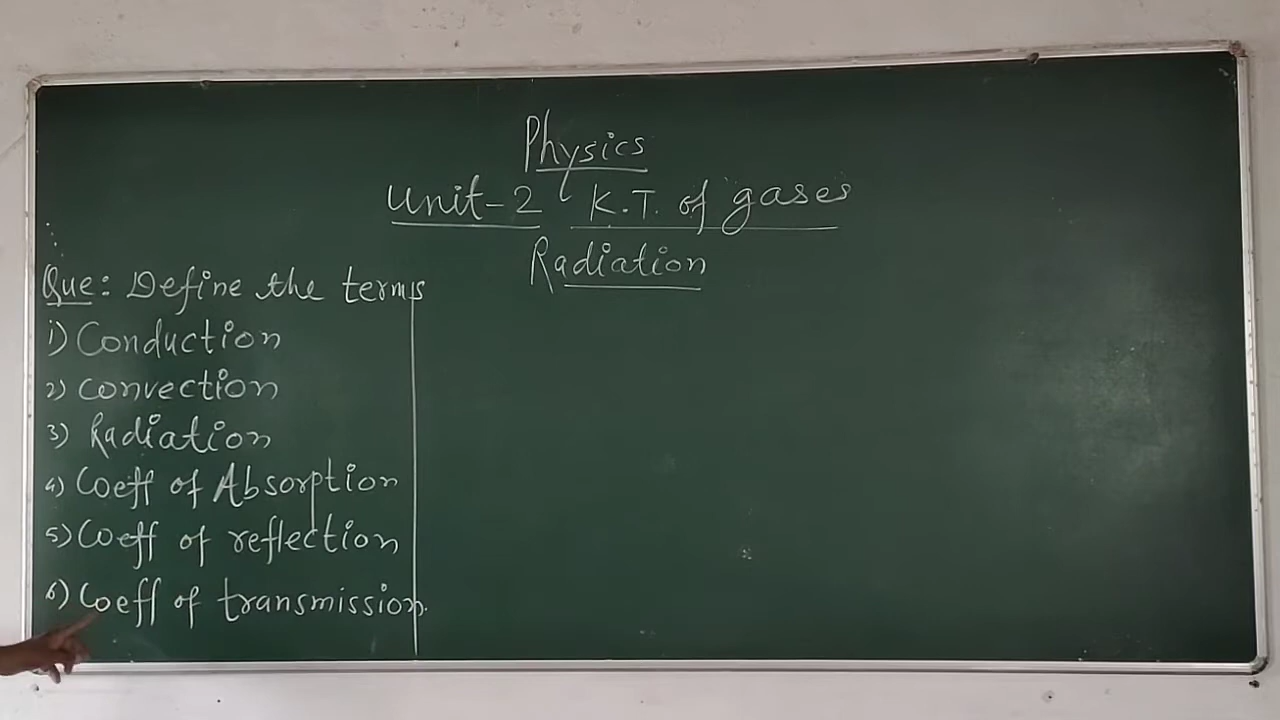 Physics
Unit-2 K.T. of gases
Radiation
Que: Define the terms
1) Conduction
2) Convection
3) Radiation
4) Coeff of Absorption
5) Coeff of reflection
6) Coeff of transmission.